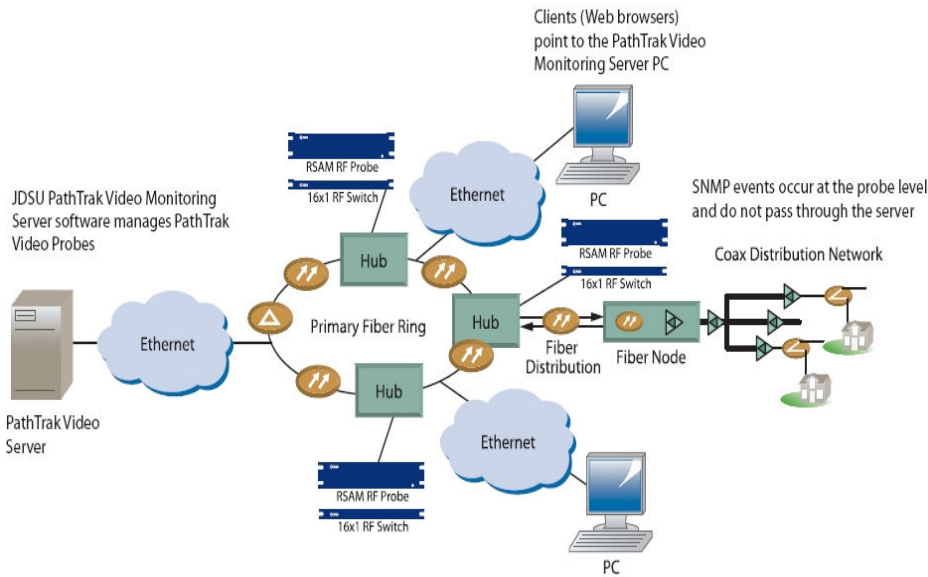 Clients (Web browsers)
point to the PathTrak Video
Monitoring Server PC
RSAM RF Probe
16x1 RF Switch
Ethernet
PC
JDSU PathTrak Video Monitoring
Server software manages PathTrak
Video Probes
SNMP events occur at the probe level
and do not pass through the server
RSAM RF Probe
16x1 RF Switch
Coax Distribution Network
Hub
Primary Fiber Ring
Hub
Ethernet
Fiber
Distribution
Fiber Node
Hub
PathTrak Video
Server
Ethernet
RSAM RF Probe
16x1 RF Switch
PC